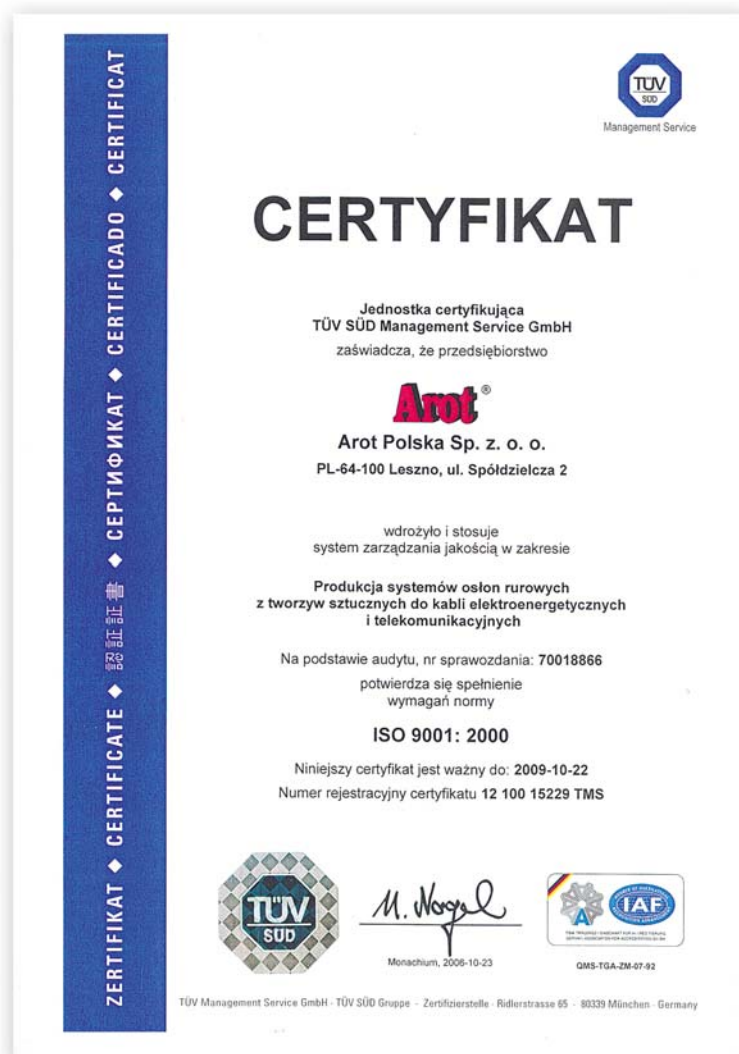 TÜV
SÜD
Management Service
CERTYFIKAT
Jednostka certyfikująca
TÜV SÜD Management Service GmbH
zaświadcza, że przedsiębiorstwo
Arot®
Arot Polska Sp. z. o. o.
PL-64-100 Leszno, ul. Spółdzielcza 2
wdrożyło i stosuje
system zarządzania jakością w zakresie
Produkcja systemów osłon rurowych
z tworzyw sztucznych do kabli elektroenergetycznych
i telekomunikacyjnych
Na podstawie audytu, nr sprawozdania: 70018866
potwierdza się spełnienie
wymagań normy
ISO 9001: 2000
Niniejszy certyfikat jest ważny do: 2009-10-22
Numer rejestracyjny certyfikatu 12 100 15229 TMS
TÜV
SÜD
Monachium, 2006-10-23
IAF
A
QMS-TGA-ZM-07-92
TÜV Management Service GmbH · TÜV SÜD Gruppe · Zertifizierstelle · Ridlerstrasse 65 · 80339 München · Germany
ZERTIFIKAT ◆ CERTIFICATE ◆ 認証証書 ◆ СЕРТИФИКАТ ◆ CERTIFICADO ◆ CERTIFICAT